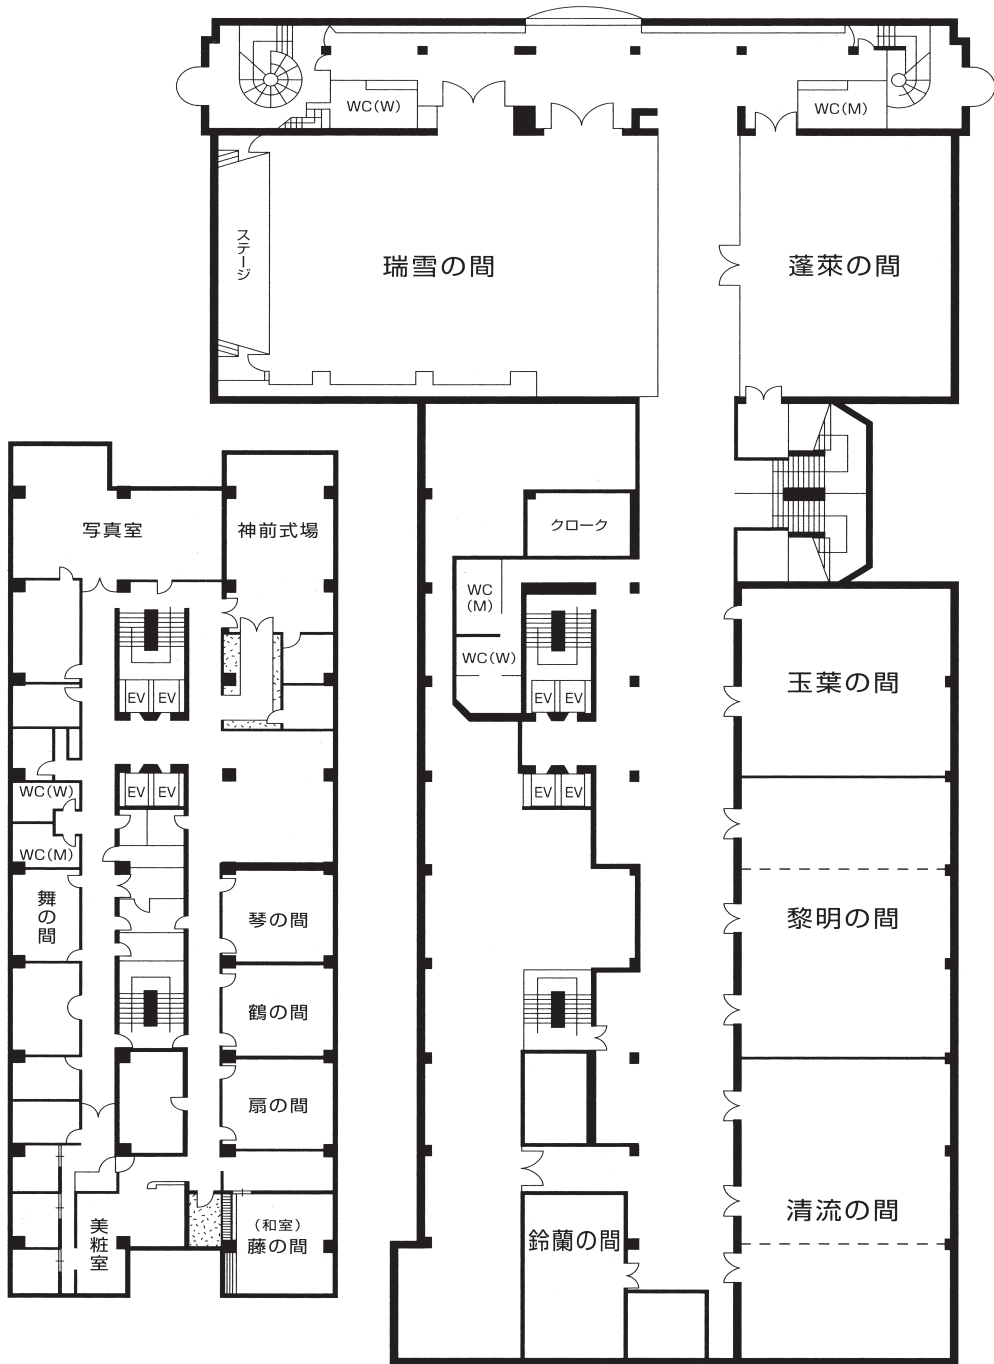 WC(W)
WC(M)
ステージ
瑞雪の間
蓬萊の間
写真室
神前式場
クローク
WC
(M)
WC(W)
EV
EV
EV
EV
玉葉の間
EV
EV
EV
EV
WC(W)
WC(M)
舞の間
琴の間
黎明の間
鶴の間
扇の間
美粧室
(和室)
藤の間
鈴蘭の間
清流の間